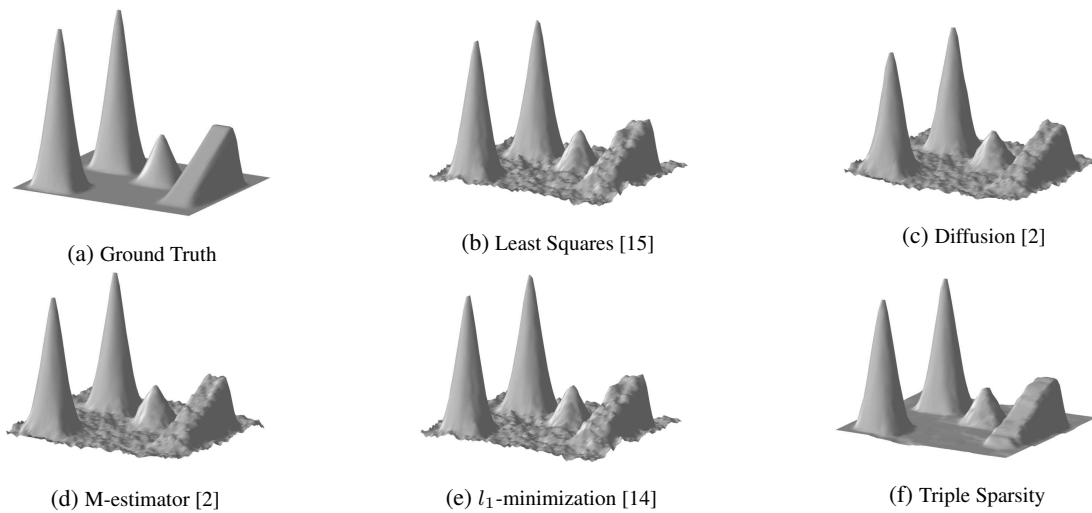 (a) Ground Truth
(b) Least Squares [15]
(c) Diffusion [2]
(d) M-estimator [2]
(e) l₁-minimization [14]
(f) Triple Sparsity